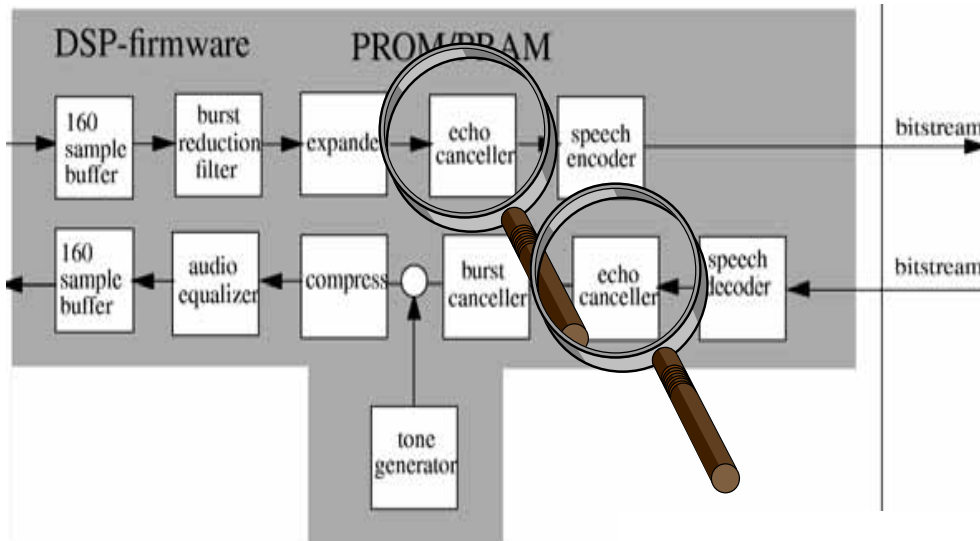 DSP-firmware
PROM/PRAM
160
sample
buffer
burst
reduction
filter
expander
echo
canceller
speech
encoder
bitstream
160
sample
buffer
audio
equalizer
compress
burst
canceller
echo
canceller
speech
decoder
bitstream
tone
generator